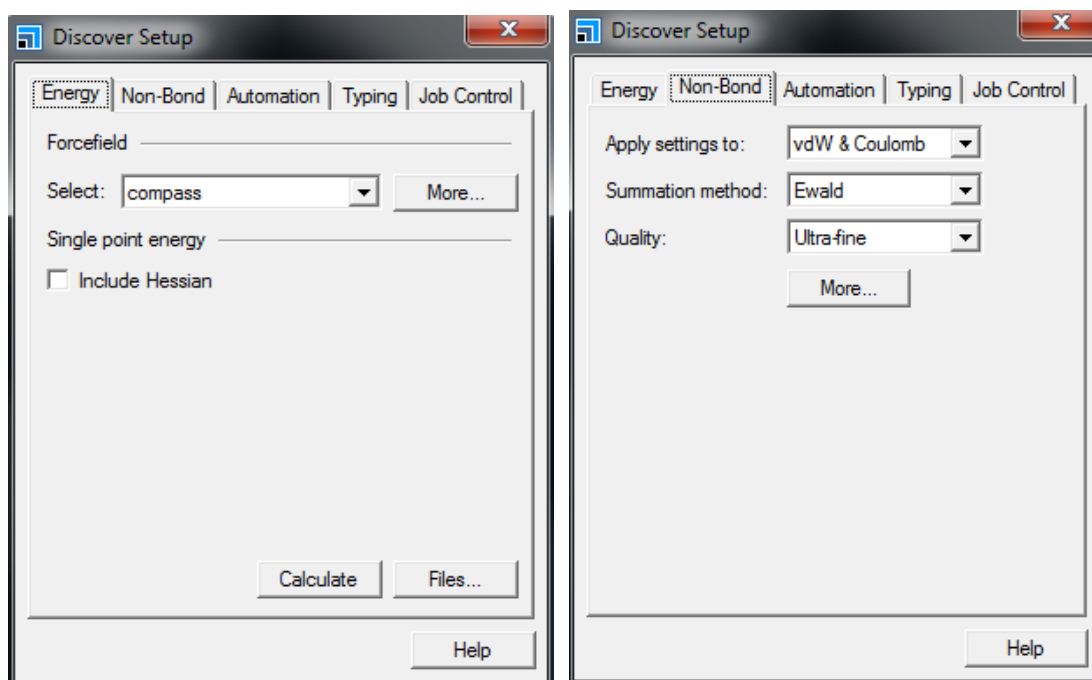 Discover Setup
Energy Non-Bond Automation Typing Job Control
Forcefield
Select: compass More...
Single point energy
Include Hessian
Calculate Files...
Help
Discover Setup
Energy Non-Bond Automation Typing Job Control
Apply settings to: vdW & Coulomb
Summation method: Ewald
Quality: Ultra-fine
More...
Help